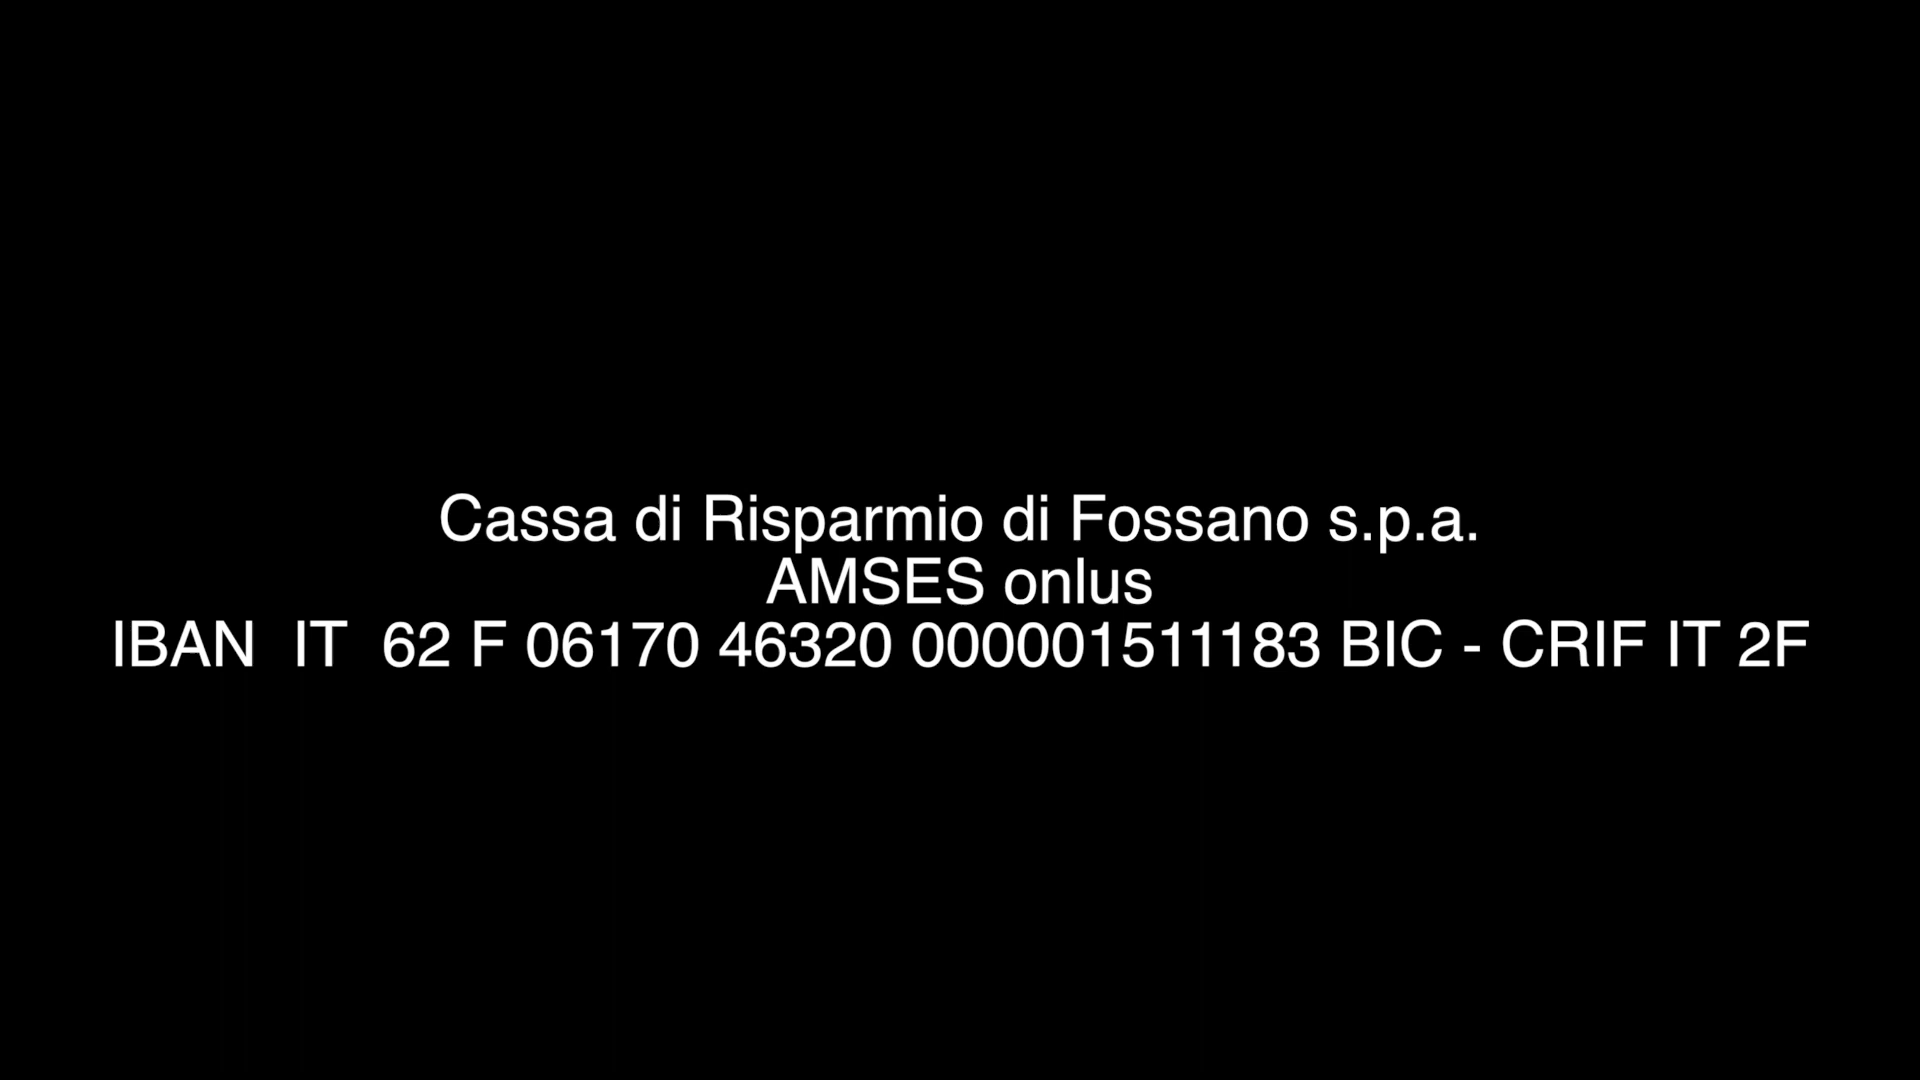 Cassa di Risparmio di Fossano s.p.a.
AMSES onlus
IBAN  IT  62 F 06170 46320 000001511183 BIC - CRIF IT 2F